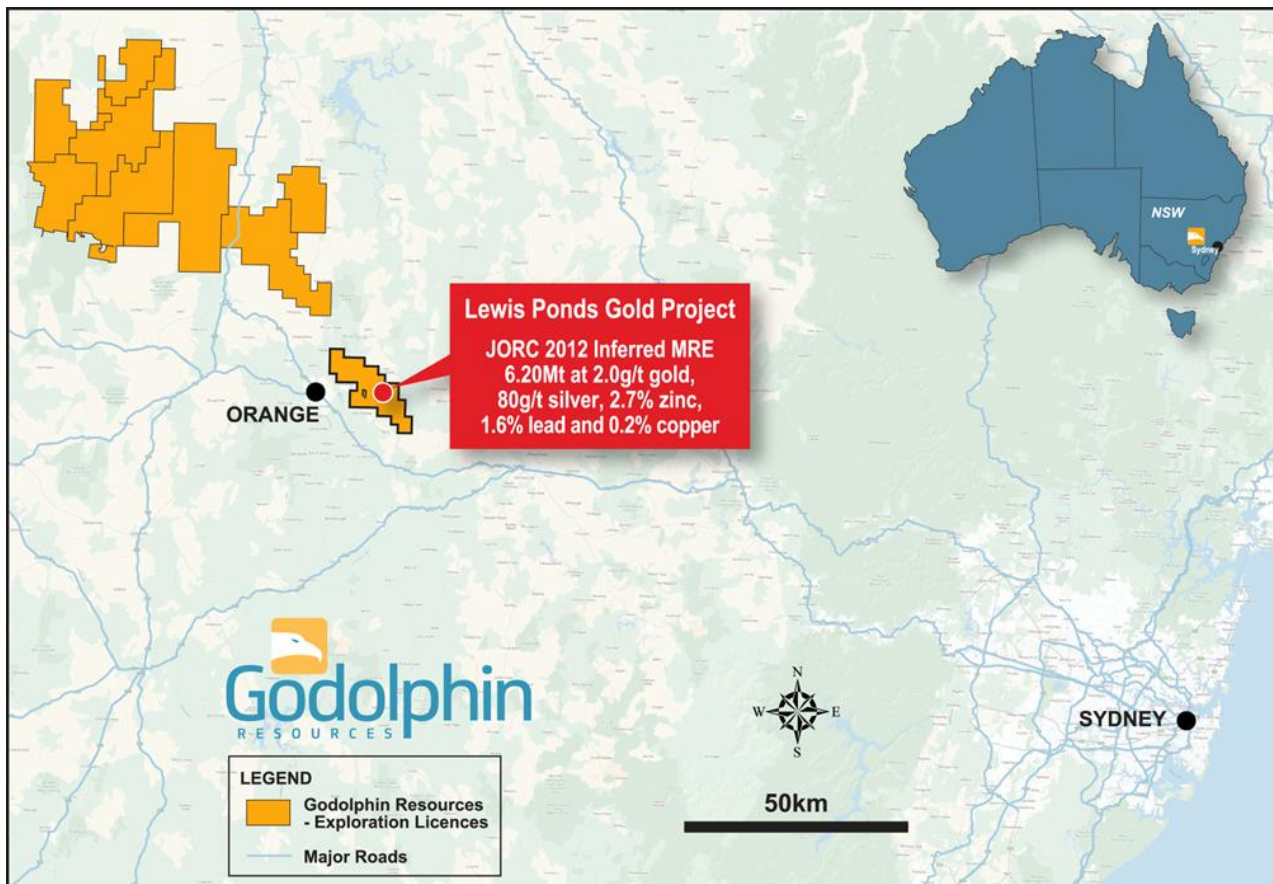 NSW
Sydney
Lewis Ponds Gold Project
JORC 2012 Inferred MRE
6.20Mt at 2.0g/t gold,
80g/t silver, 2.7% zinc,
1.6% lead and 0.2% copper
ORANGE
Godolphin
RESOURCES
N
W
E
S
SYDNEY
LEGEND
Godolphin Resources
- Exploration Licences
Major Roads
50km